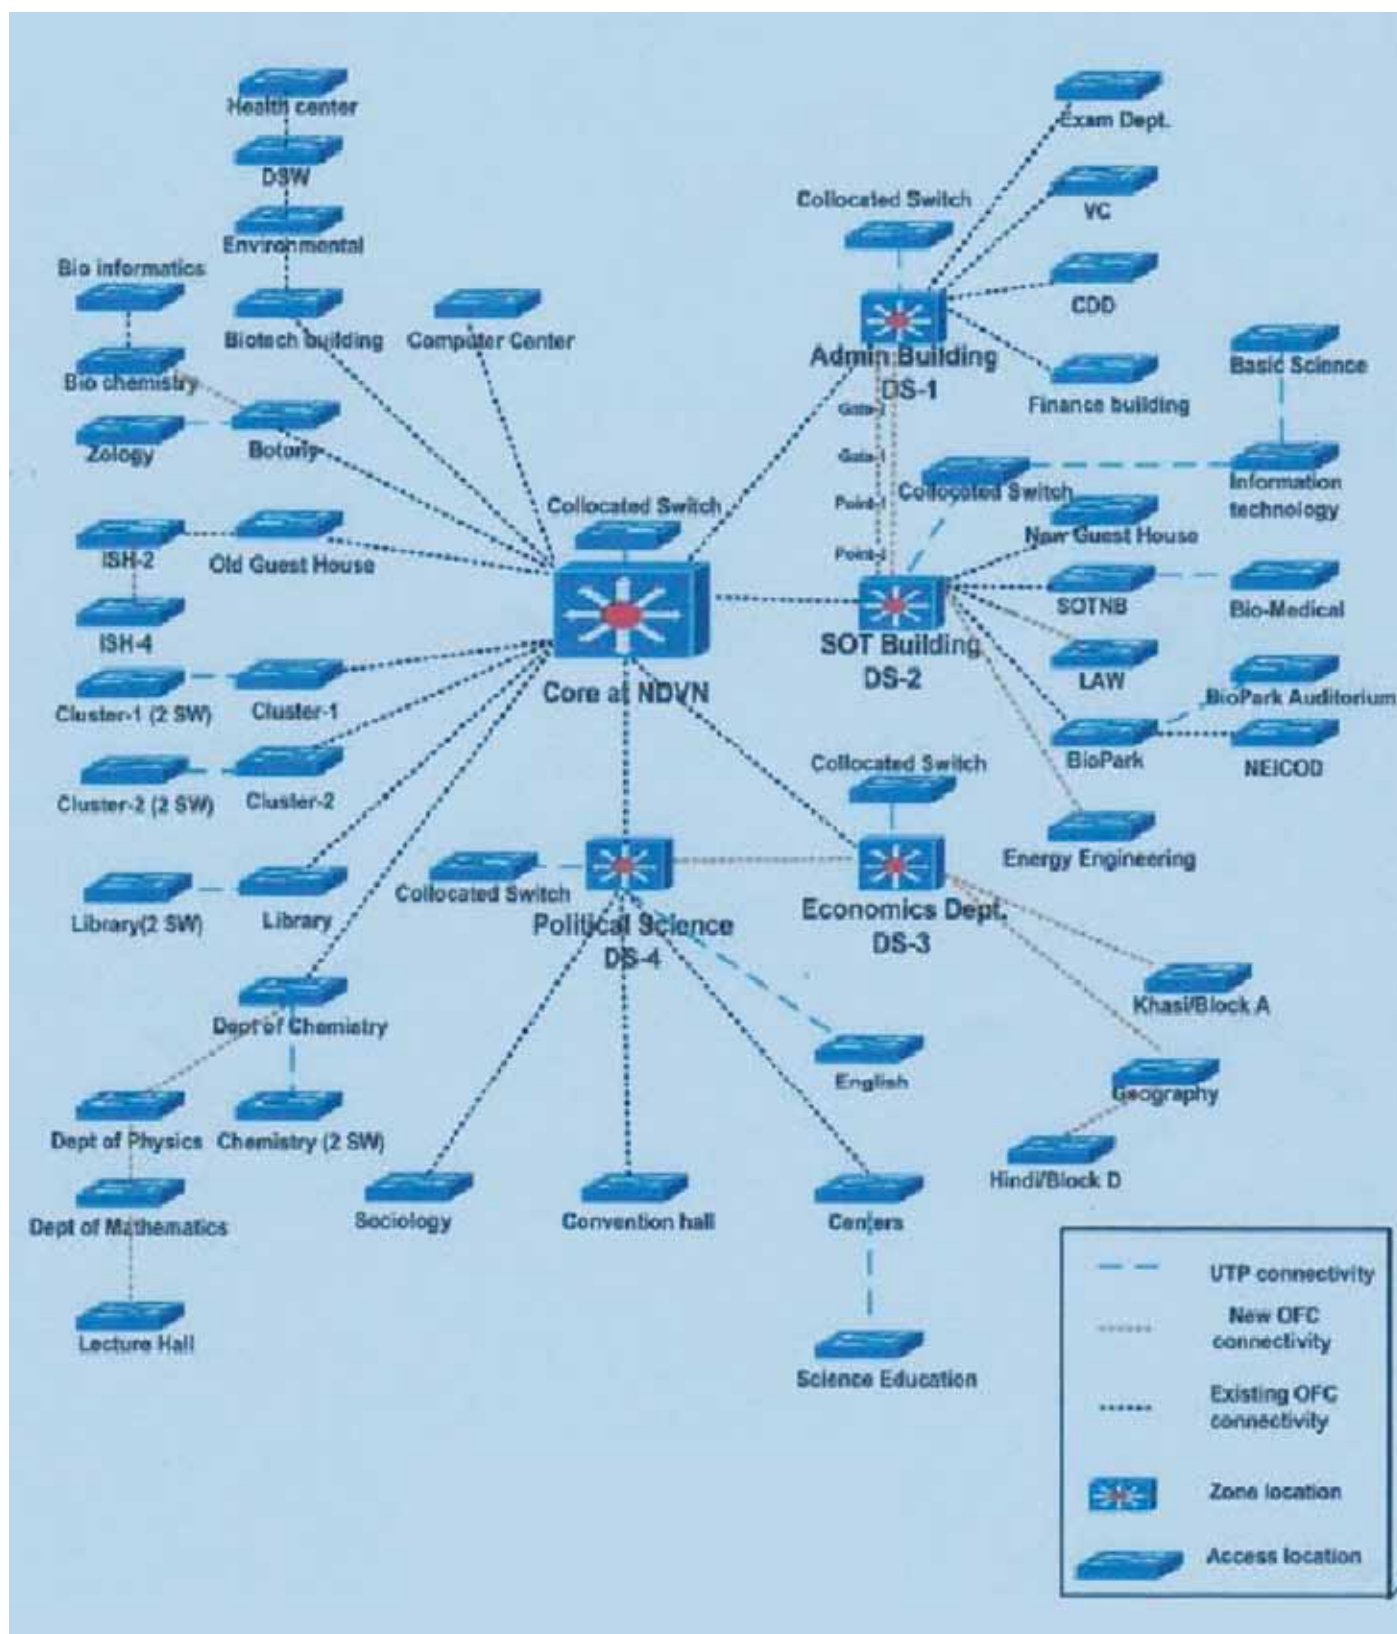 Health center
DSW
Environmental
Bio informatics
Biotech building
Computer Center
Bio chemistry
Zology
Botony
Exam Dept.
Collocated Switch
VC
CDD
Admin Building
DS-1
Finance building
Basic Science
Gate-2
Gate-1
Point-1
Collocated Switch
Information
technology
New Guest House
Collocated Switch
ISH-2
Old Guest House
SOTNB
Bio-Medical
ISH-4
SOT Building
DS-2
LAW
Core at NDVN
BioPark Auditorium
Cluster-1 (2 SW)
Cluster-1
BioPark
NEICOD
Collocated Switch
Cluster-2 (2 SW)
Cluster-2
Energy Engineering
Collocated Switch
Library(2 SW)
Library
Political Science
DS-4
Economics Dept.
DS-3
Khasi/Block A
Dept of Chemistry
English
Geography
Dept of Physics
Chemistry (2 SW)
Hindi/Block D
Dept of Mathematics
Sociology
Convention hall
Centers
Lecture Hall
Science Education
UTP connectivity
New OFC
connectivity
Existing OFC
connectivity
Zone location
Access location